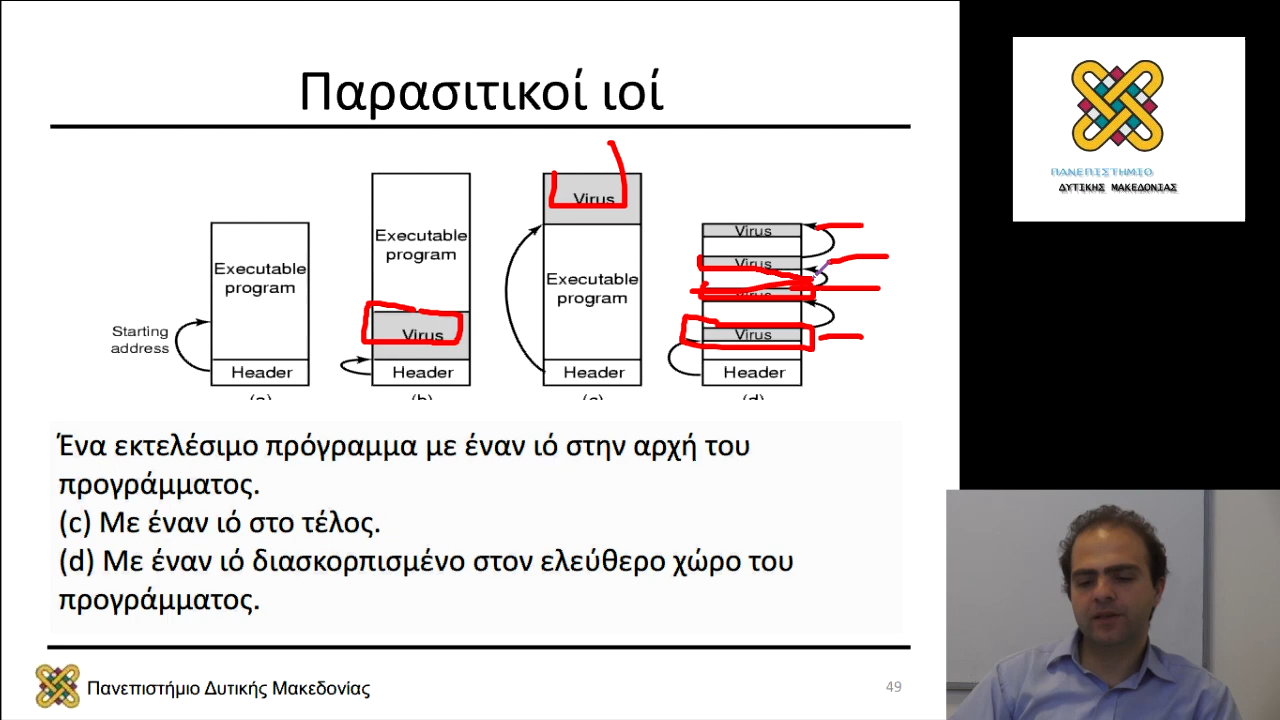 Παρασιτικοί ιοί
Executable
program
Starting
address
Header
(a)
Executable
program
Virus
Header
(b)
Virus
Executable
program
Header
(c)
Virus
Virus
Virus
Virus
Header
(d)
Ένα εκτελέσιμο πρόγραμμα με έναν ιό στην αρχή του
προγράμματος.
(c) Με έναν ιό στο τέλος.
(d) Με έναν ιό διασκορπισμένο στον ελεύθερο χώρο του
προγράμματος.
Πανεπιστήμιο Δυτικής Μακεδονίας
49
ΠΑΝΕΠΙΣΤΗΜΙΟ
ΔΥΤΙΚΗΣ ΜΑΚΕΔΟΝΙΑΣ